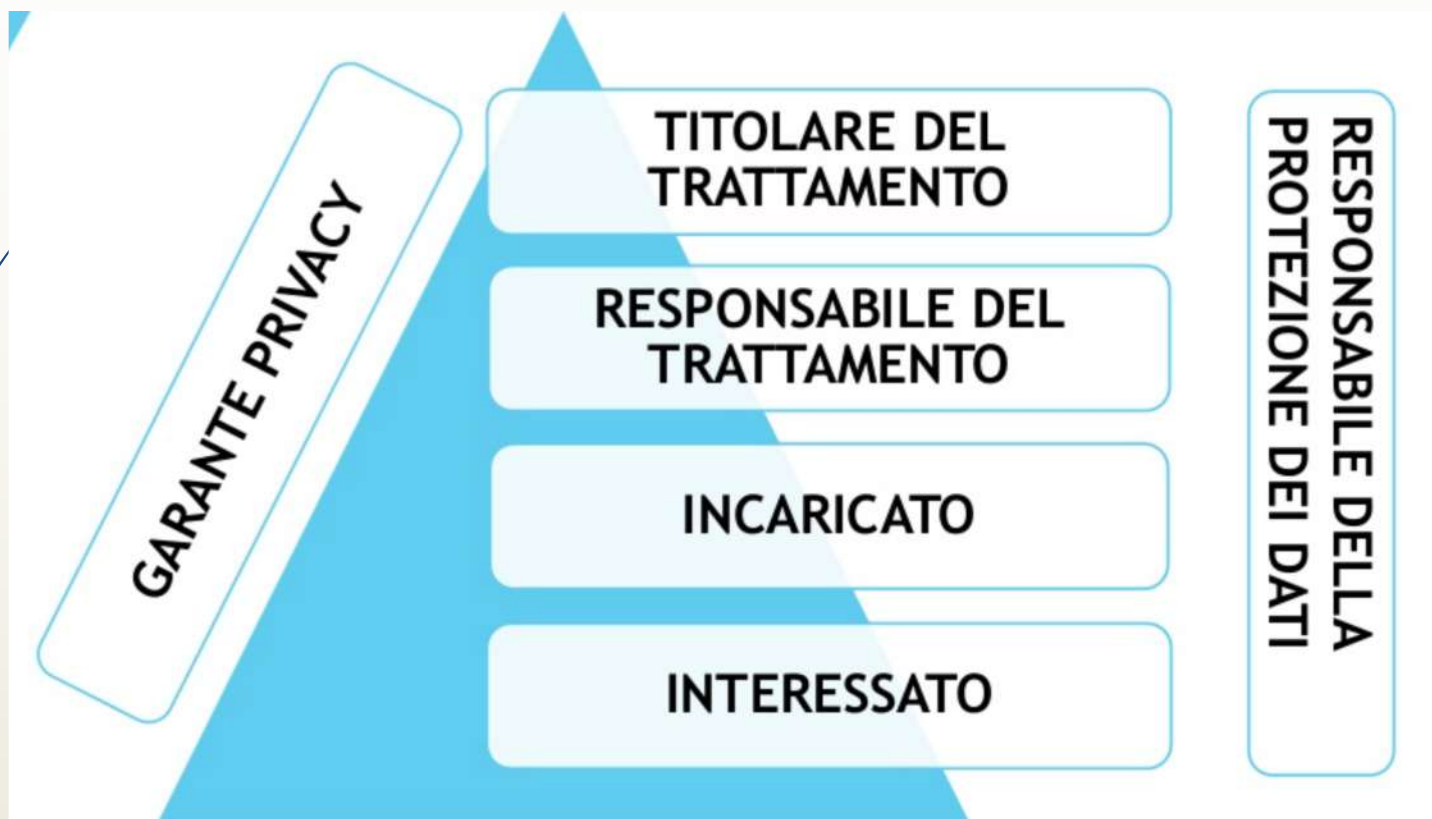 GARANTE PRIVACY
TITOLARE DEL
TRATTAMENTO
RESPONSABILE DEL
TRATTAMENTO
INCARICATO
INTERESSATO
RESPONSABILE DELLA
PROTEZIONE DEI DATI